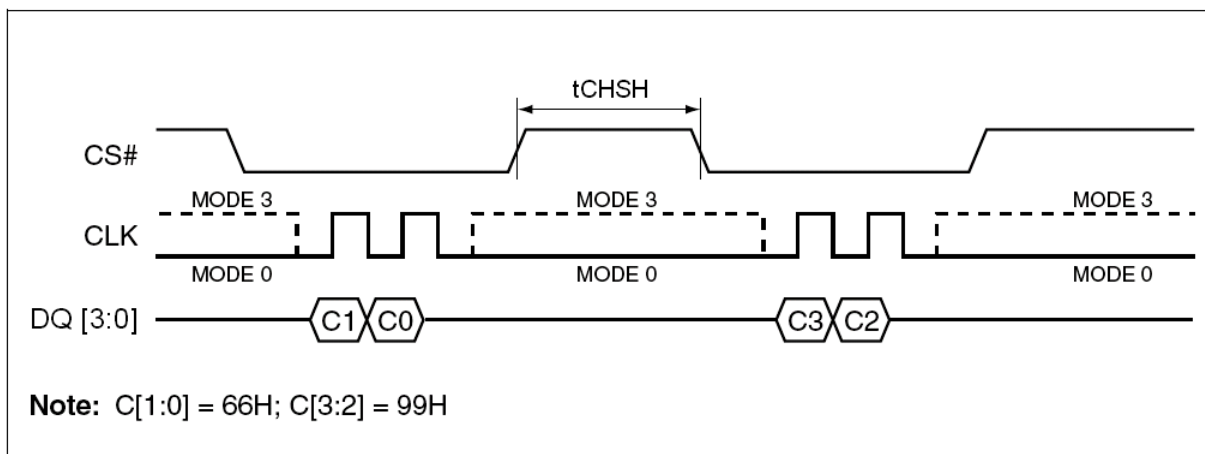 tCHSH
CS#
MODE 3 MODE 3 MODE 3
CLK
MODE 0 MODE 0 MODE 0
DQ [3:0] C1 C0 C3 C2
Note: C[1:0] = 66H; C[3:2] = 99H